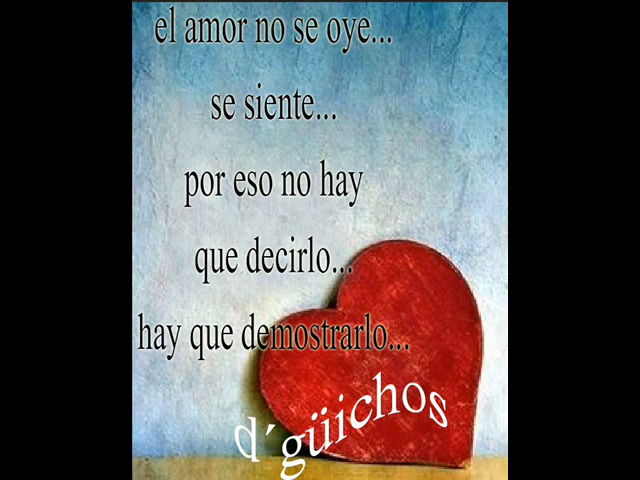 el amor no se oye...
se siente...
por eso no hay
que decirlo...
hay que demostrarlo...
d´güichos